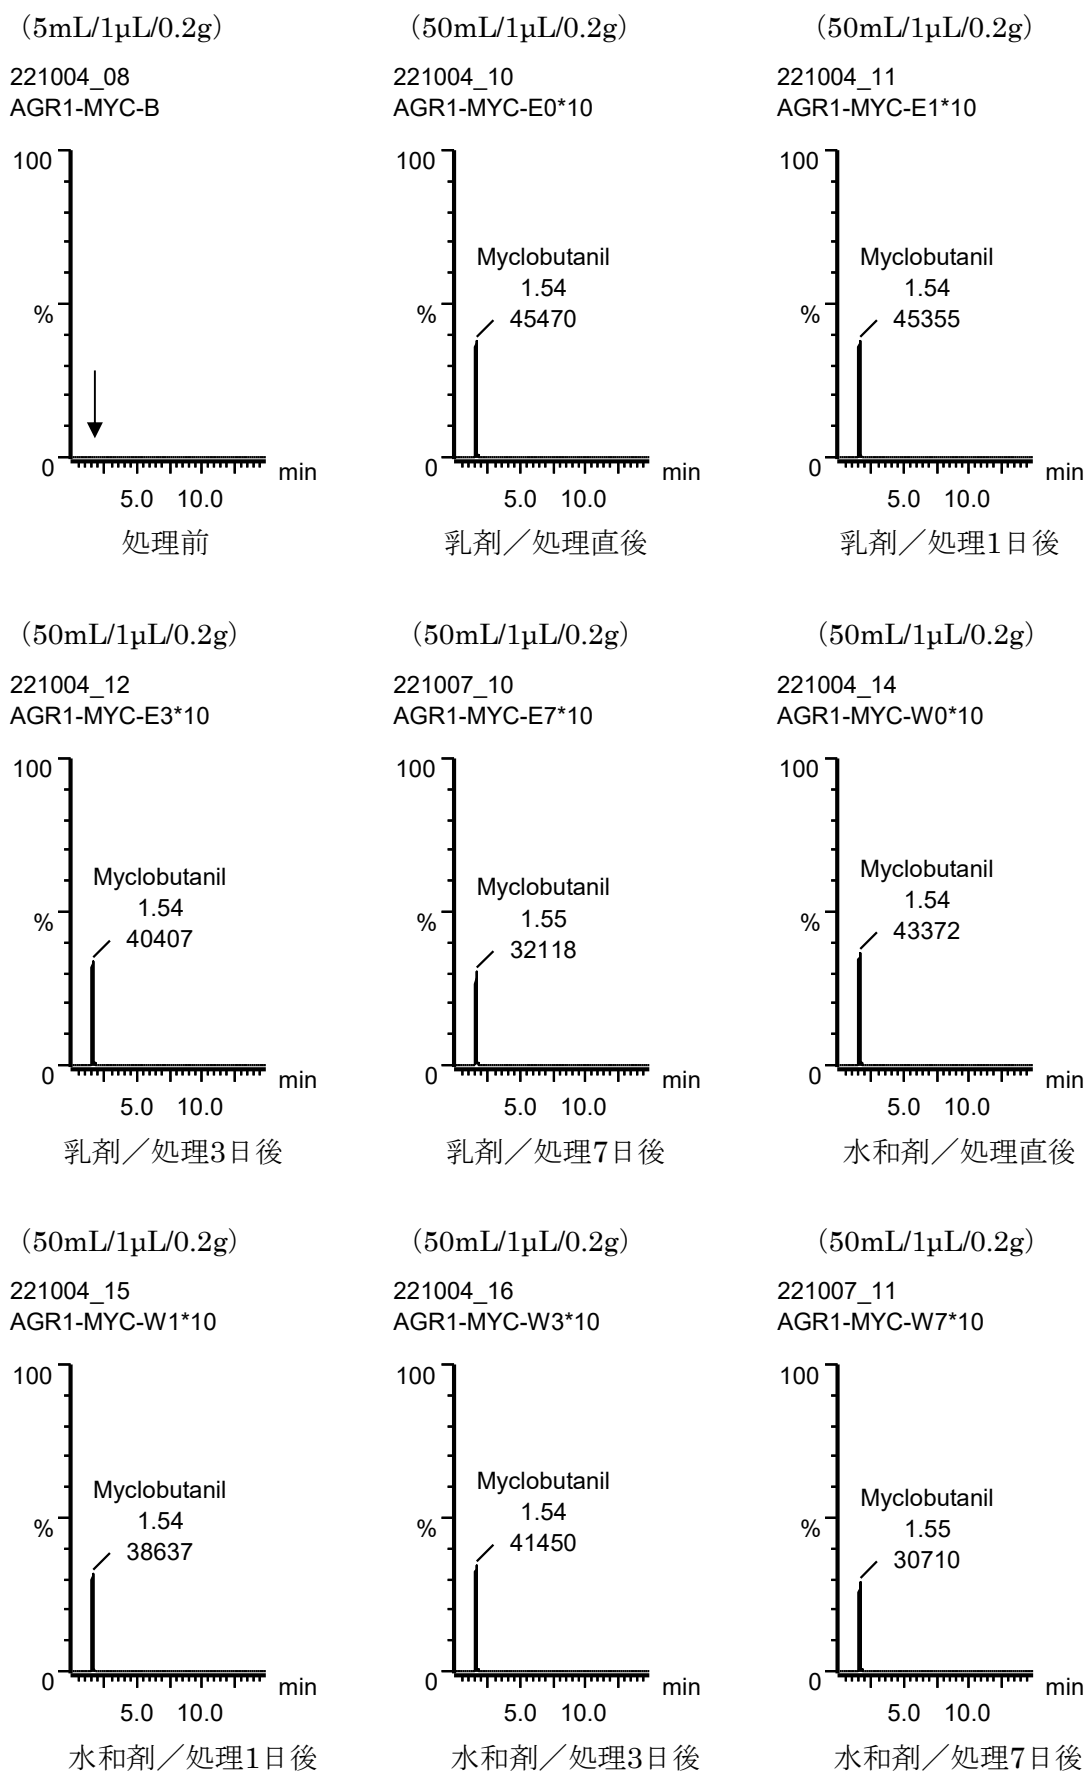 （5mL/1µL/0.2g）
221004_08
AGR1-MYC-B
100
%
0
min
5.0 10.0
処理前
（50mL/1µL/0.2g）
221004_10
AGR1-MYC-E0*10
100
Myclobutanil
1.54
45470
%
0
min
5.0 10.0
乳剤／処理直後
（50mL/1µL/0.2g）
221004_11
AGR1-MYC-E1*10
100
Myclobutanil
1.54
45355
%
0
min
5.0 10.0
乳剤／処理1日後
（50mL/1µL/0.2g）
221004_12
AGR1-MYC-E3*10
100
Myclobutanil
1.54
40407
%
0
min
5.0 10.0
乳剤／処理3日後
（50mL/1µL/0.2g）
221007_10
AGR1-MYC-E7*10
100
Myclobutanil
1.55
32118
%
0
min
5.0 10.0
乳剤／処理7日後
（50mL/1µL/0.2g）
221004_14
AGR1-MYC-W0*10
100
Myclobutanil
1.54
43372
%
0
min
5.0 10.0
水和剤／処理直後
（50mL/1µL/0.2g）
221004_15
AGR1-MYC-W1*10
100
Myclobutanil
1.54
38637
%
0
min
5.0 10.0
水和剤／処理1日後
（50mL/1µL/0.2g）
221004_16
AGR1-MYC-W3*10
100
Myclobutanil
1.54
41450
%
0
min
5.0 10.0
水和剤／処理3日後
（50mL/1µL/0.2g）
221007_11
AGR1-MYC-W7*10
100
Myclobutanil
1.55
30710
%
0
min
5.0 10.0
水和剤／処理7日後